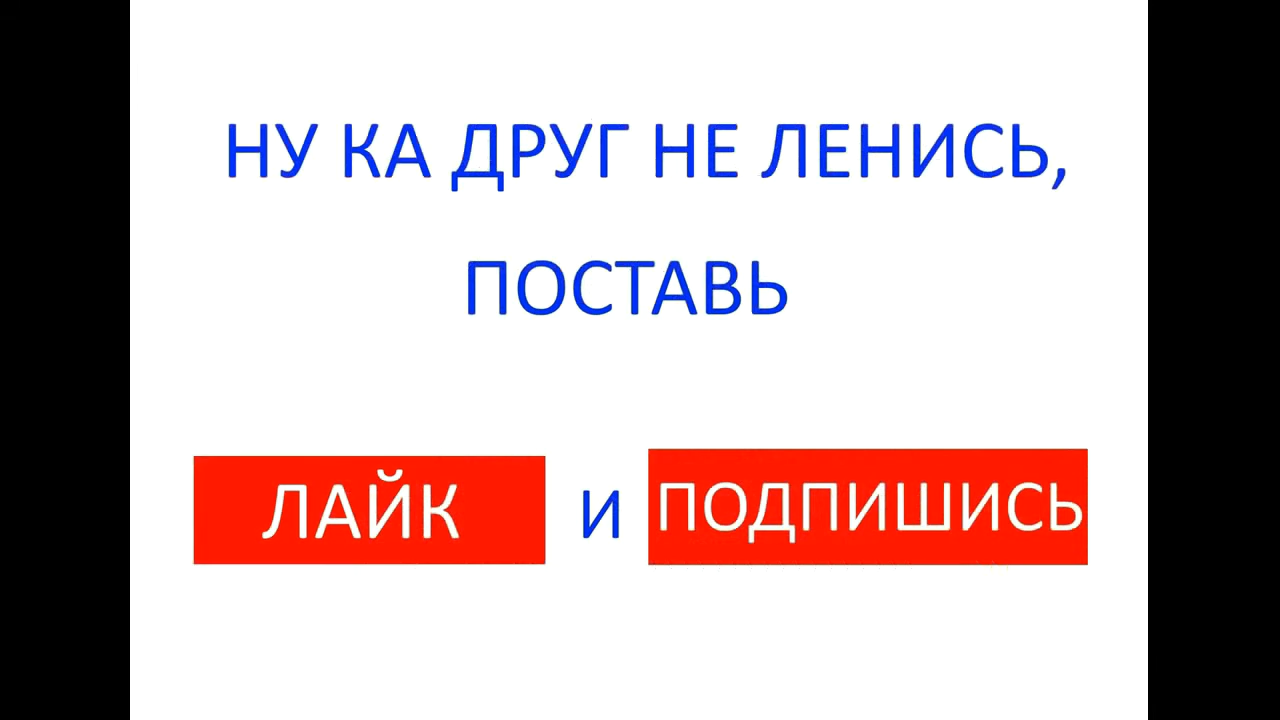 НУ КА ДРУГ НЕ ЛЕНИСЬ,
ПОСТАВЬ
ЛАЙК И ПОДПИШИСЬ